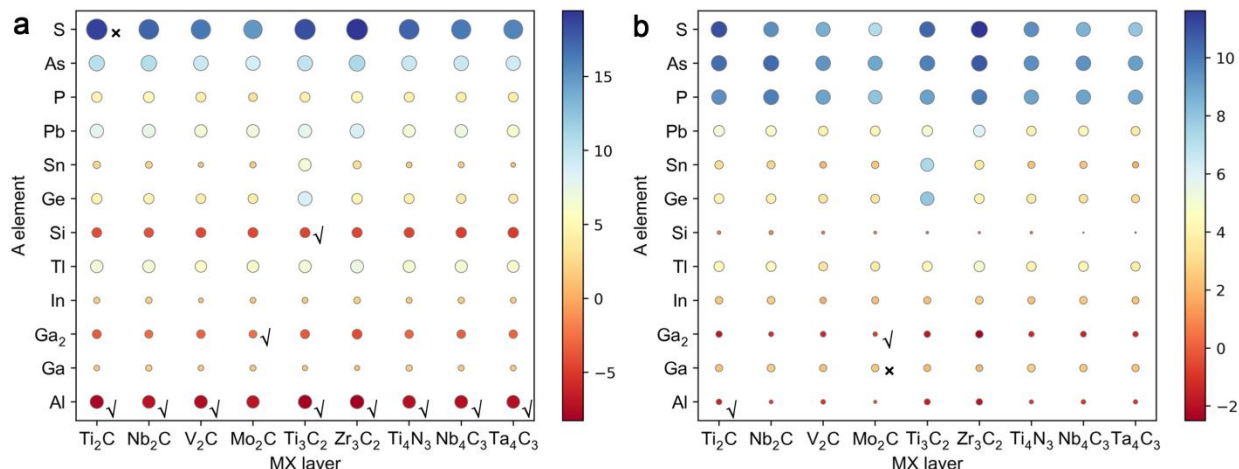 a
A element
S
As
P
Pb
Sn
Ge
Si
Tl
In
Ga₂
Ga
Al
× √ √ √ √ √ √ √ √ √ √
Ti₂C Nb₂C V₂C Mo₂C Ti₃C₂ Zr₃C₂ Ti₄N₃ Nb₄C₃ Ta₄C₃
MX layer
15
10
5
0
−5
b
A element
S
As
P
Pb
Sn
Ge
Si
Tl
In
Ga₂
Ga
Al
√ × √
Ti₂C Nb₂C V₂C Mo₂C Ti₃C₂ Zr₃C₂ Ti₄N₃ Nb₄C₃ Ta₄C₃
MX layer
10
8
6
4
2
0
−2